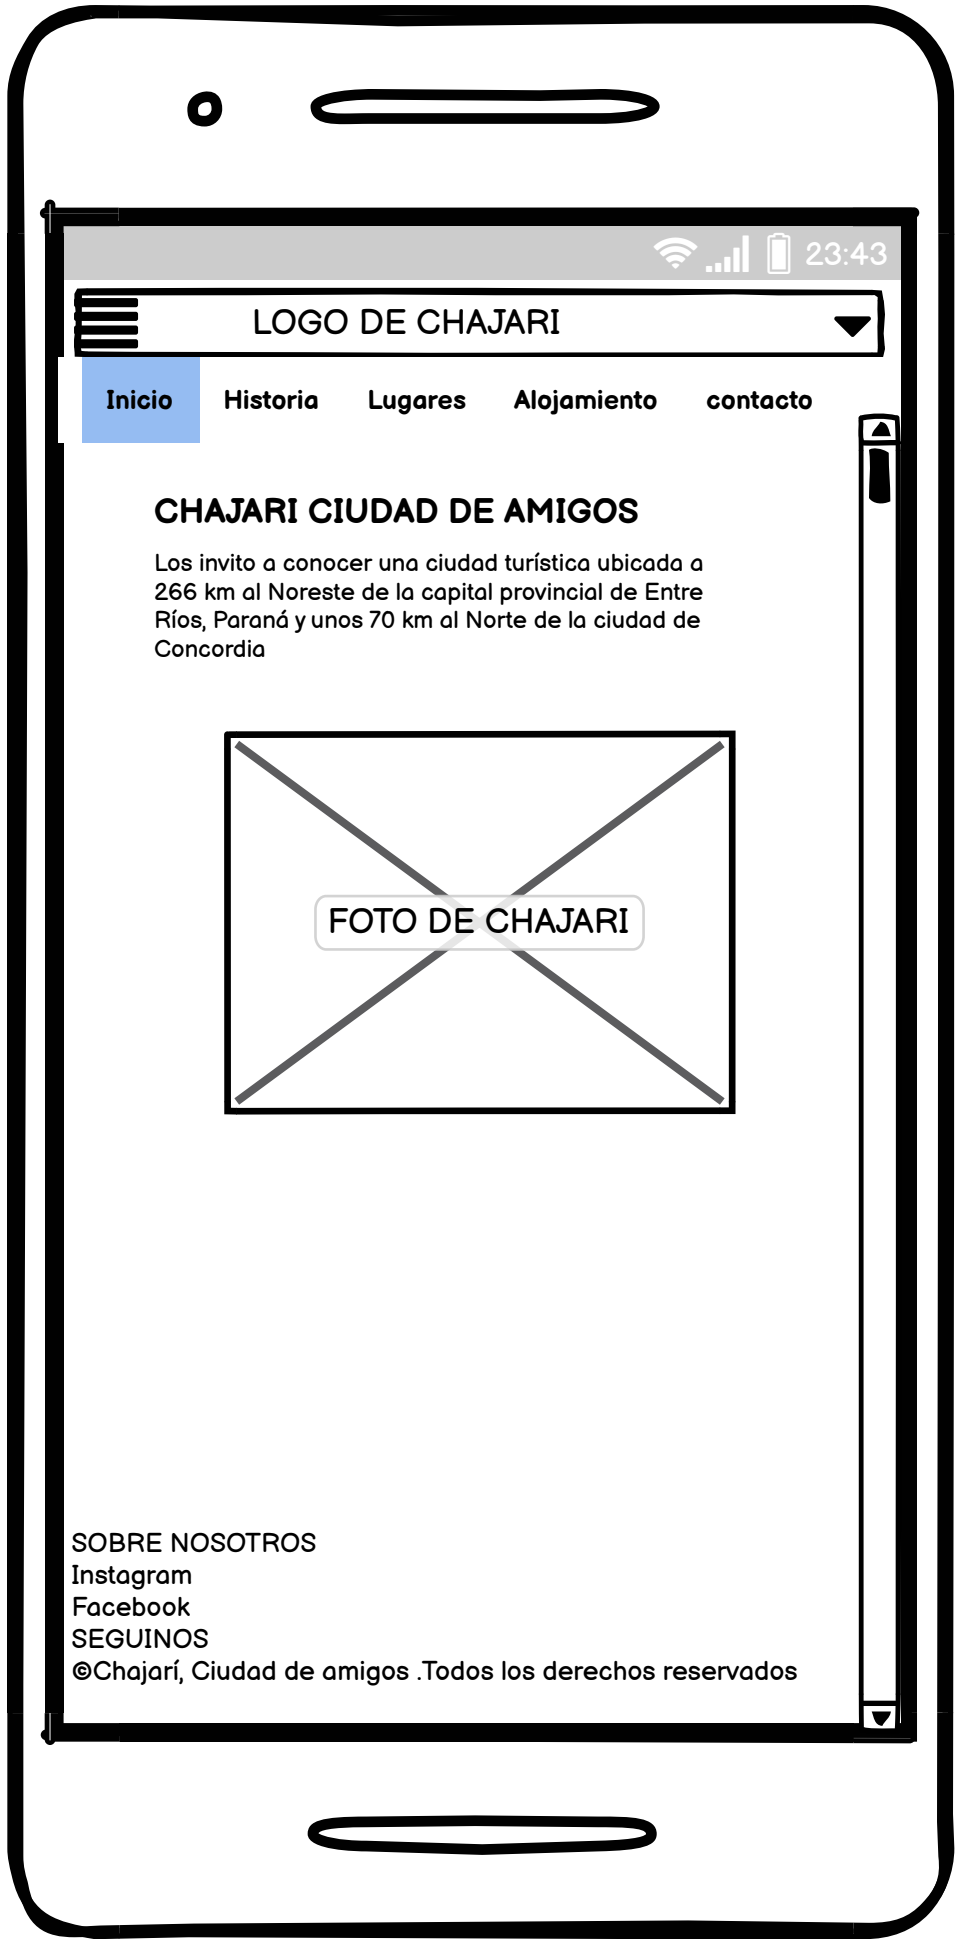 23:43
LOGO DE CHAJARI
Inicio Historia Lugares Alojamiento contacto
CHAJARI CIUDAD DE AMIGOS
Los invito a conocer una ciudad turística ubicada a
266 km al Noreste de la capital provincial de Entre
Ríos, Paraná y unos 70 km al Norte de la ciudad de
Concordia
FOTO DE CHAJARI
SOBRE NOSOTROS
Instagram
Facebook
SEGUINOS
©Chajarí, Ciudad de amigos .Todos los derechos reservados